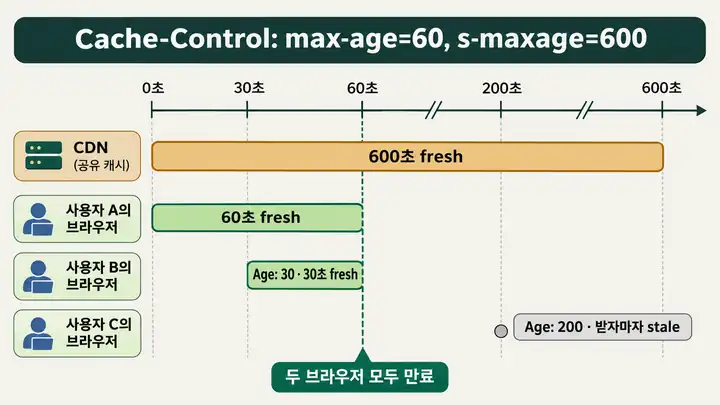 Cache-Control: max-age=60, s-maxage=600
0초 30초 60초 200초 600초
CDN
(공유 캐시)
600초 fresh
사용자 A의
브라우저
60초 fresh
사용자 B의
브라우저
Age: 30 · 30초 fresh
사용자 C의
브라우저
Age: 200 · 받자마자 stale
두 브라우저 모두 만료